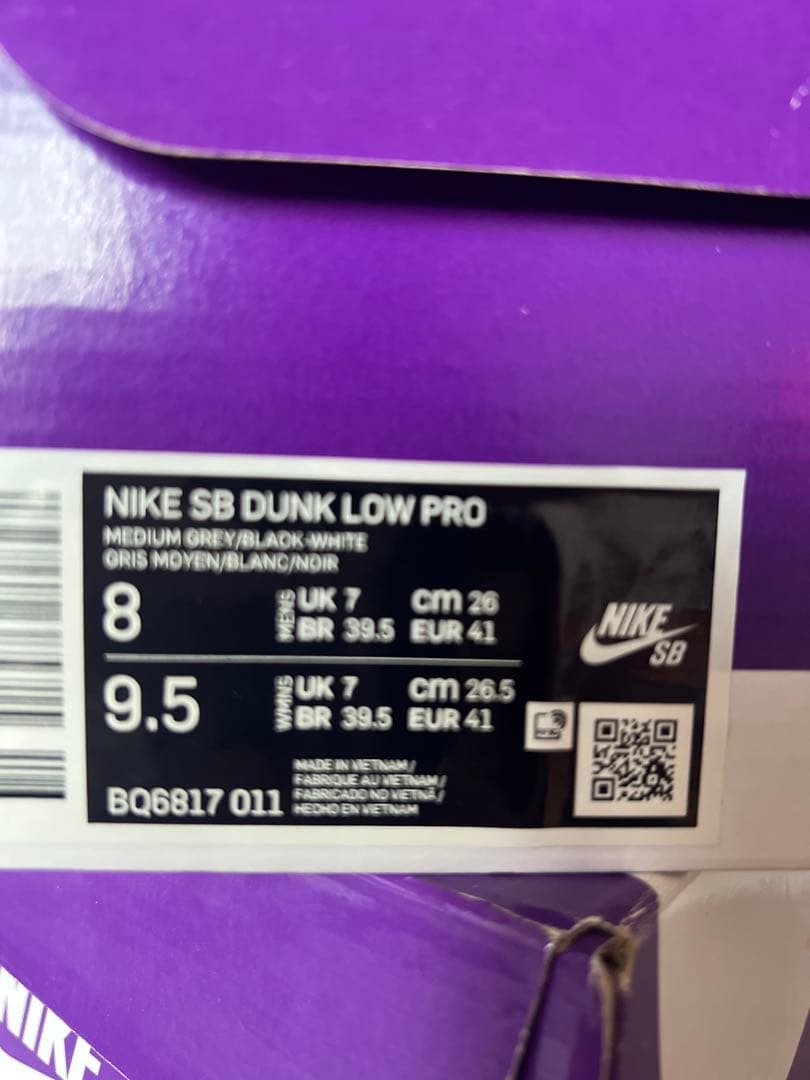 NIKE SB DUNK LOW PRO
MEDIUM GREY/BLACK-WHITE
GRIS MOYEN/BLANC/NOIR
8 MENS UK 7 cm 26
BR 39.5 EUR 41
9.5 WMNS UK 7 cm 26.5
BR 39.5 EUR 41
NIKE
SB
MADE IN VIETNAM/
FABRIQUE AU VIETNAM/
FABRICADO NO VIETNÃ/
HECHO EN VIETNAM
BQ6817 011
NIKE